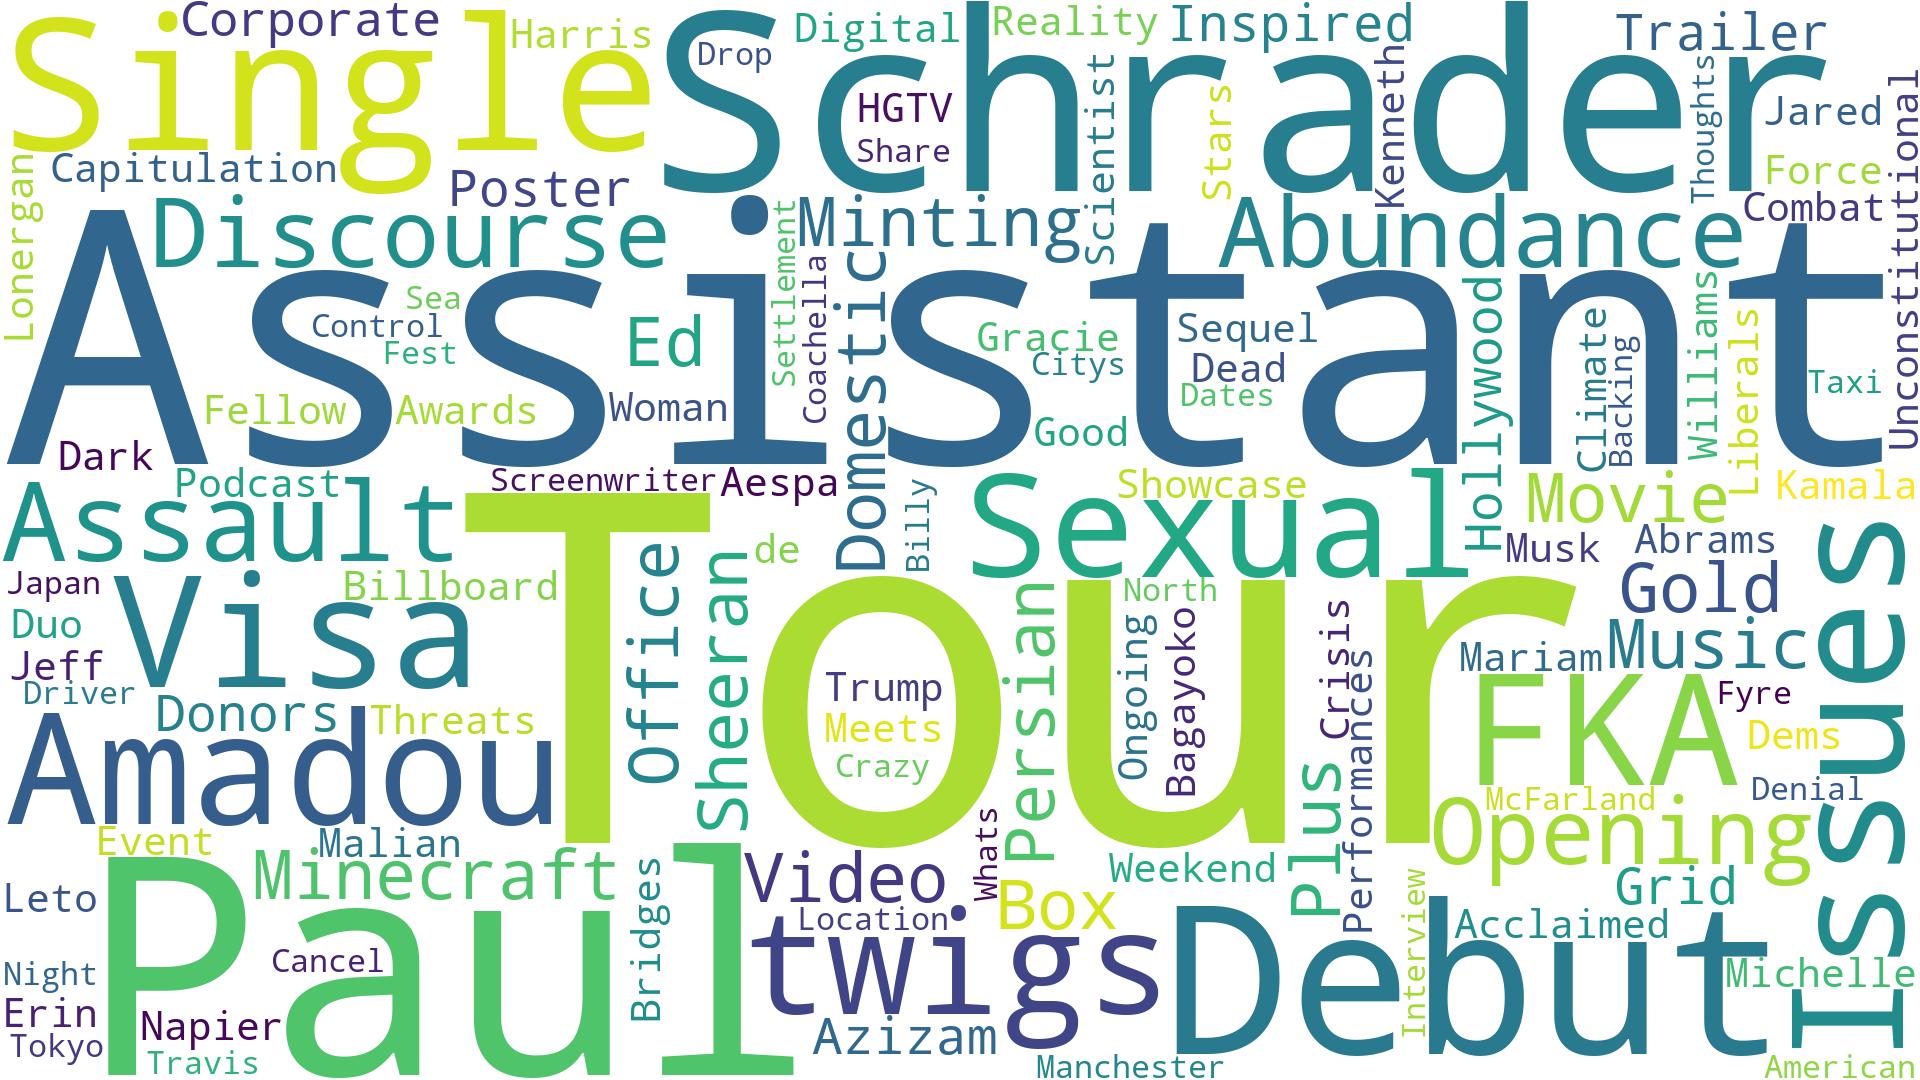 Single
Corporate
Harris
Schrader
Drop
Digital
Reality
Inspired
Trailer
HGTV
Share
Scientist
Stars
Kenneth
Thoughts
Jared
Force
Combat
Unconstitutional
Lonergan
Capitulation
Poster
Discourse
Minting
Abundance
Assistant
Settlement
Coachella
Domestic
Sea
Control
Fest
Ed
Gracie
Citys
Sequel
Dead
Dates
Hollywood
Climate
Backing
Williams
Liberals
Taxi
Fellow
Awards
Woman
Good
Dark
Podcast
Screenwriter
Aespa
Billy
Showcase
Movie
Kamala
Assault
Sexual
Musk
Abrams
Tour
Office
Sheeran
de
Japan
Visa
Billboard
Persian
North
Ongoing
Bagayoko
Crisis
Performances
Gold
Issues
Duo
Jeff
Driver
Mariam
Music
Donors
Threats
Trump
Meets
Crazy
FKA
Fyre
Dems
Amadou
Denial
Plus
McFarland
Opening
Event
Malian
Minecraft
Bridges
Video
Whats
Weekend
Box
Grid
Leto
Paul
Location
twigs
Debut
Interview
Acclaimed
Night
Cancel
Michelle
Erin
Napier
Azizam
Tokyo
Travis
Manchester
American